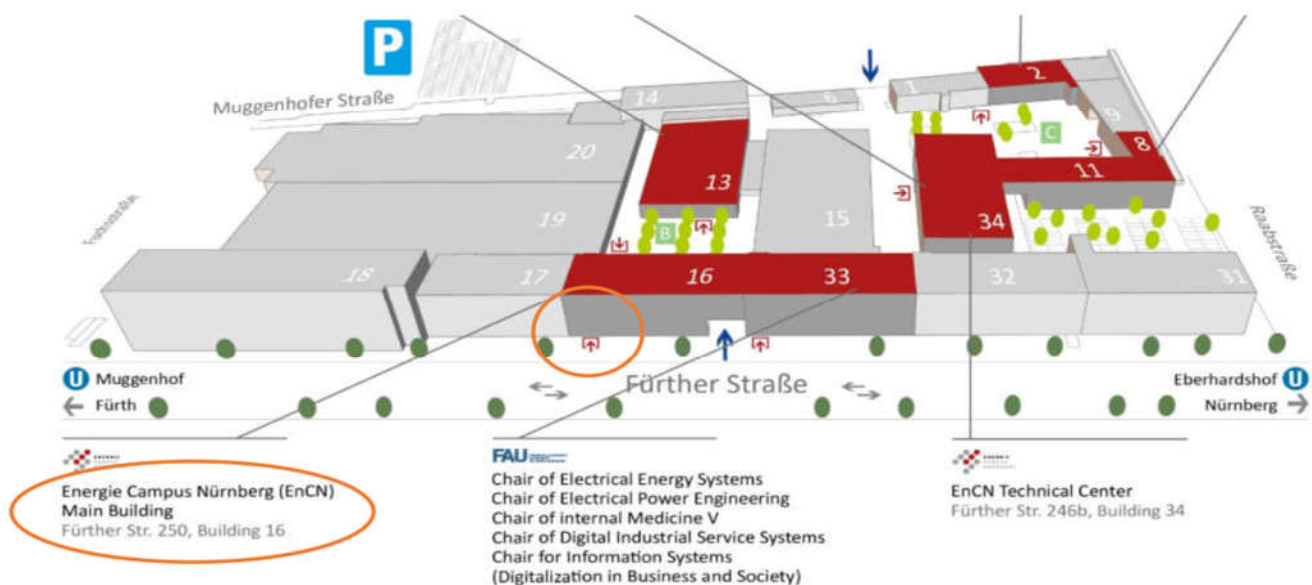 P
Muggenhofer Straße
14
6
1
2
9
C
8
20
11
13
19
B
15
34
18
17
16
33
32
31
Raabstraße
U Muggenhof
← Fürth
Fürther Straße
Eberhardshof U
Nürnberg →
ENERGIE
Energie Campus Nürnberg (EnCN)
Main Building
Fürther Str. 250, Building 16
FAU
Chair of Electrical Energy Systems
Chair of Electrical Power Engineering
Chair of internal Medicine V
Chair of Digital Industrial Service Systems
Chair for Information Systems
(Digitalization in Business and Society)
ENERGIE
EnCN Technical Center
Fürther Str. 246b, Building 34